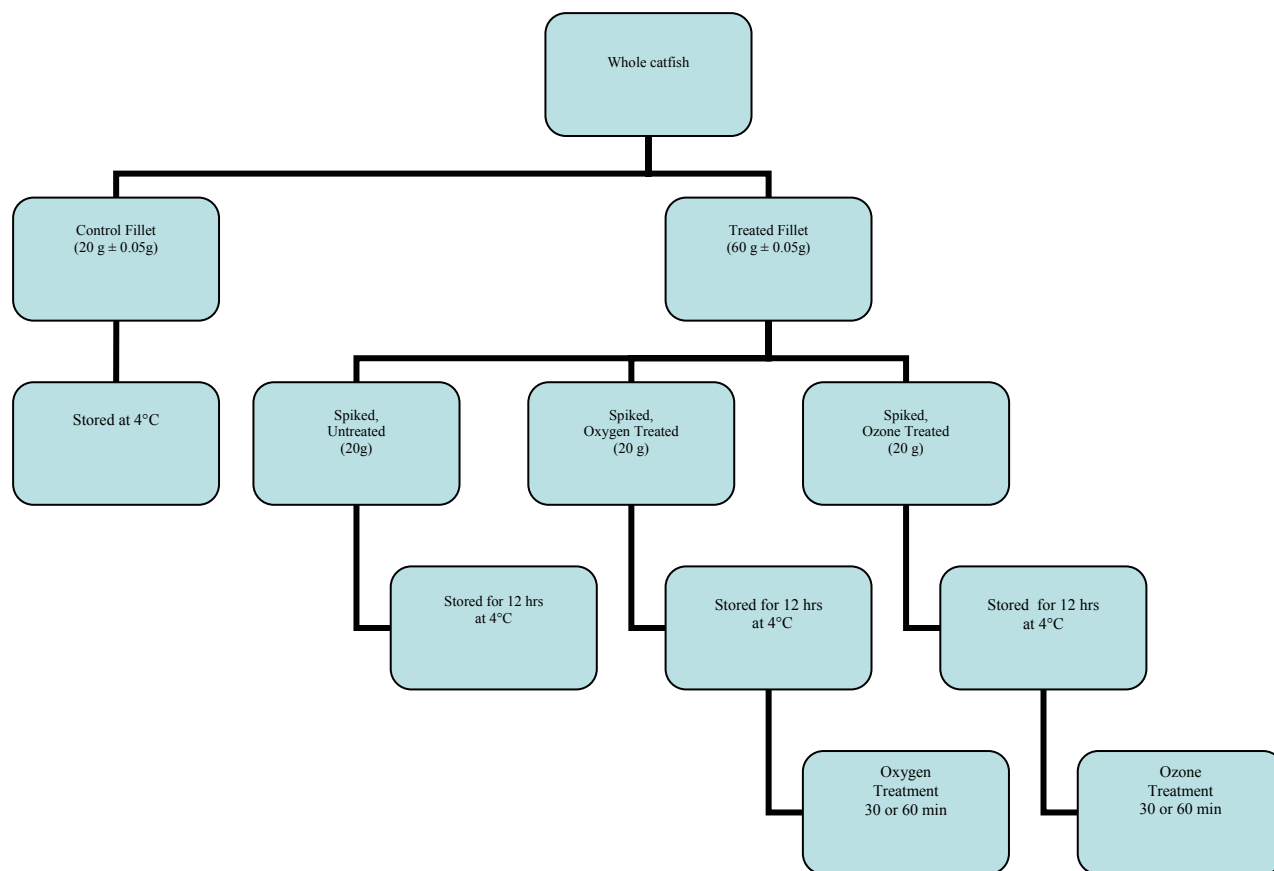 Whole catfish
Control Fillet
(20 g ± 0.05g)
Treated Fillet
(60 g ± 0.05g)
Stored at 4°C
Spiked,
Untreated
(20g)
Spiked,
Oxygen Treated
(20 g)
Spiked,
Ozone Treated
(20 g)
Stored for 12 hrs
at 4°C
Stored for 12 hrs
at 4°C
Stored for 12 hrs
at 4°C
Oxygen
Treatment
30 or 60 min
Ozone
Treatment
30 or 60 min